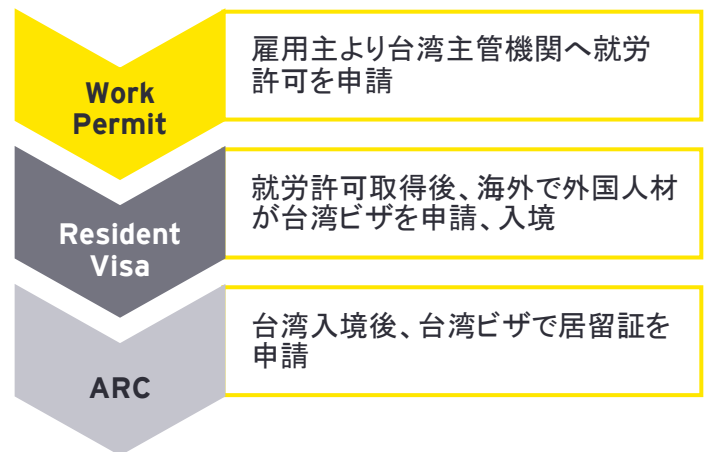 Work
Permit
雇用主より台湾主管機関へ就労
許可を申請
Resident
Visa
就労許可取得後、海外で外国人材
が台湾ビザを申請、入境
ARC
台湾入境後、台湾ビザで居留証を
申請